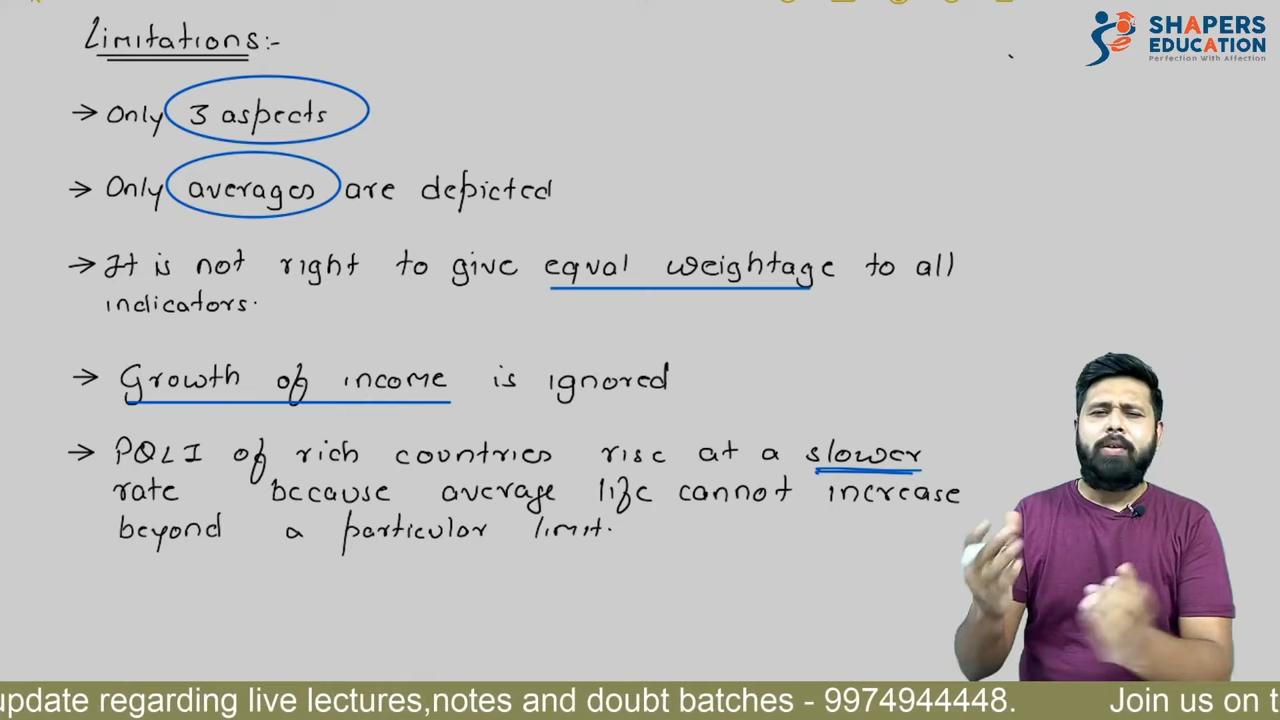 Limitations:-
SHAPERS
EDUCATION
Perfection With Affection
→ Only 3 aspects
→ Only averages are depicted
→ It is not right to give equal weightage to all
indicators.
→ Growth of income is ignored
→ PQLI of rich countries rise at a slower
rate because average life cannot increase
beyond a particular limit.
update regarding live lectures,notes and doubt batches - 9974944448. Join us on t